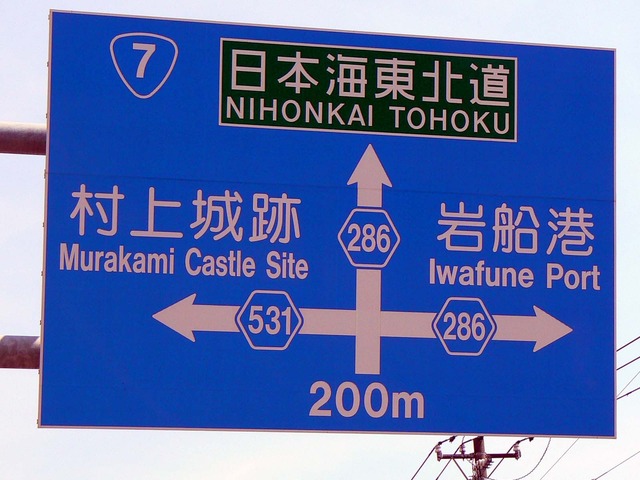 7
日本海東北道
NIHONKAI TOHOKU
村上城跡
Murakami Castle Site
286
岩船港
Iwafune Port
531
286
200m